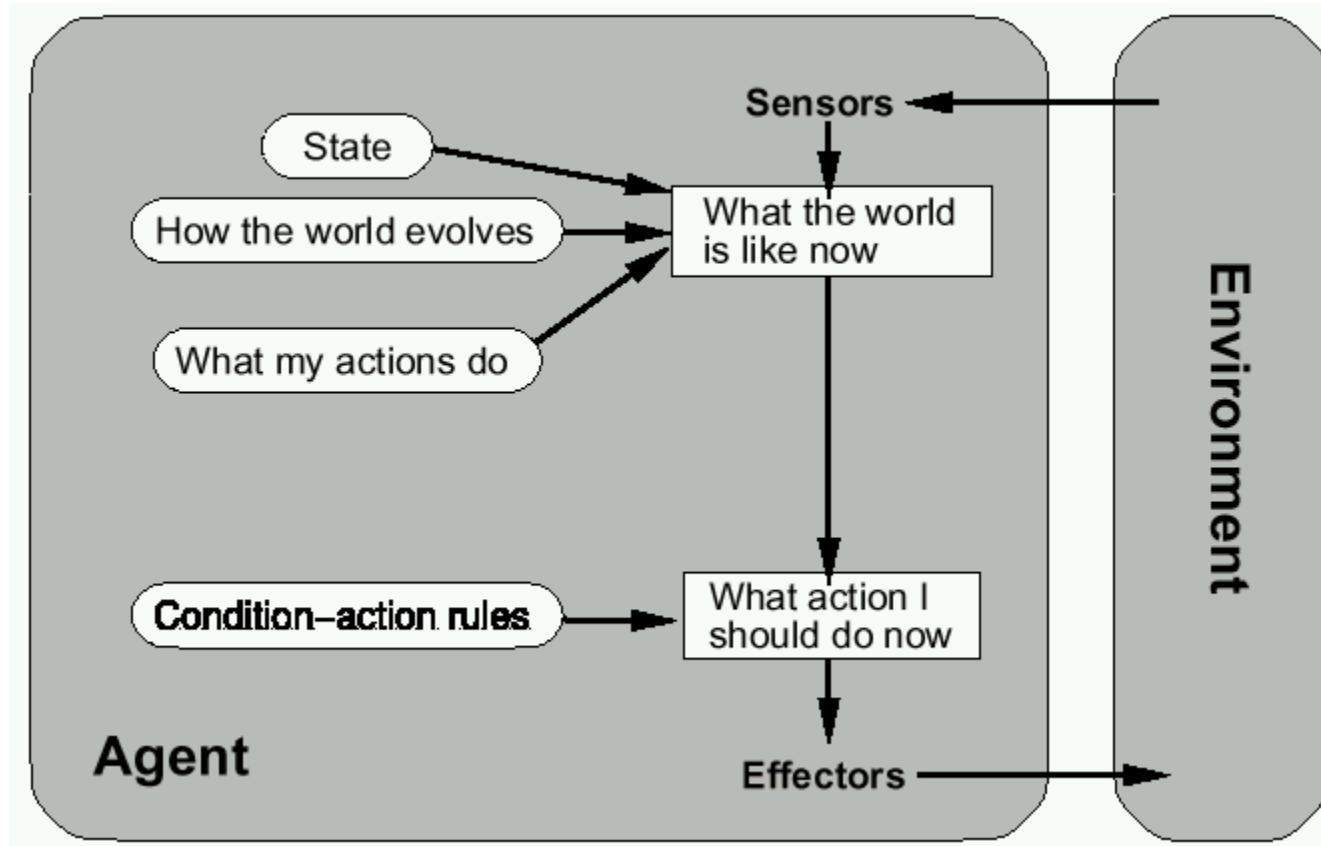 Sensors
State
What the world
is like now
How the world evolves
What my actions do
Environment
Condition–action rules
What action I
should do now
Agent
Effectors